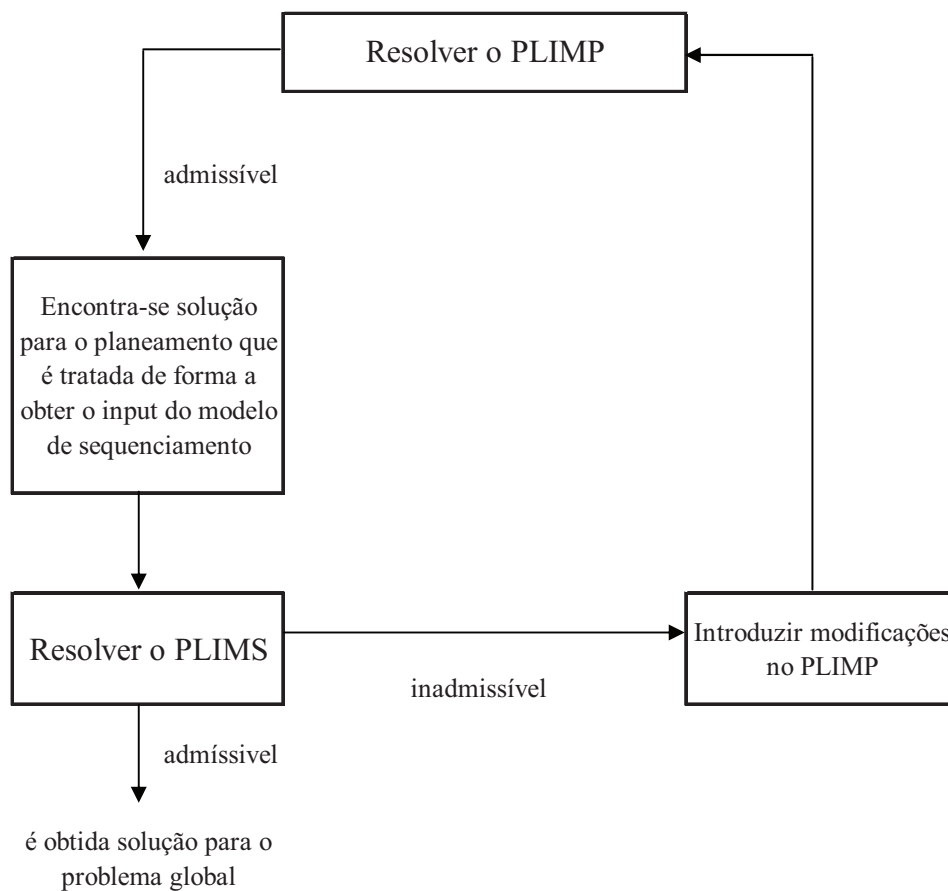 Resolver o PLIMP
admissível
Encontra-se solução
para o planeamento que
é tratada de forma a
obter o input do modelo
de sequenciamento
Resolver o PLIMS
inadmissível
Introduzir modificações
no PLIMP
admíssivel
é obtida solução para o
problema global